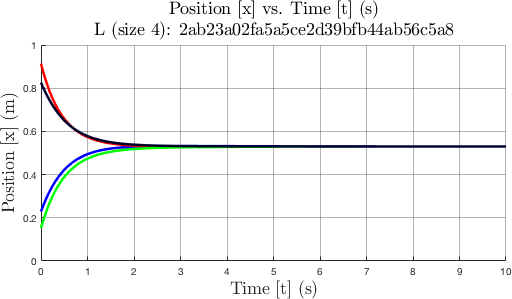 Position [x] vs. Time [t] (s)
L (size 4): 2ab23a02fa5a5ce2d39bfb44ab56c5a8
Position [x] (m)
1
0.8
0.6
0.4
0.2
0
0 1 2 3 4 5 6 7 8 9 10
Time [t] (s)